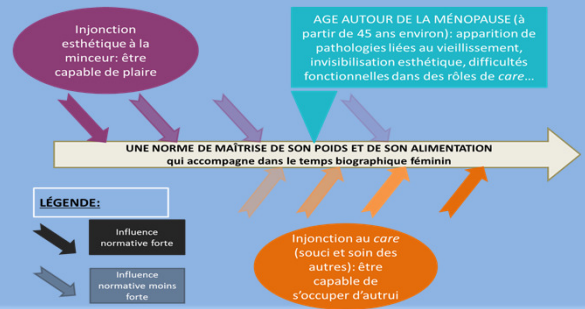 Injonction
esthétique à la
minceur: être
capable de plaire
AGE AUTOUR DE LA MÉNOPAUSE (à
partir de 45 ans environ): apparition de
pathologies liées au vieillissement,
invisibilisation esthétique, difficultés
fonctionnelles dans des rôles de care...
UNE NORME DE MAÎTRISE DE SON POIDS ET DE SON ALIMENTATION
qui accompagne dans le temps biographique féminin
LÉGENDE:
Influence
normative forte
Influence
normative moins
forte
Injonction au care
(souci et soin des
autres): être
capable de
s'occuper d'autrui